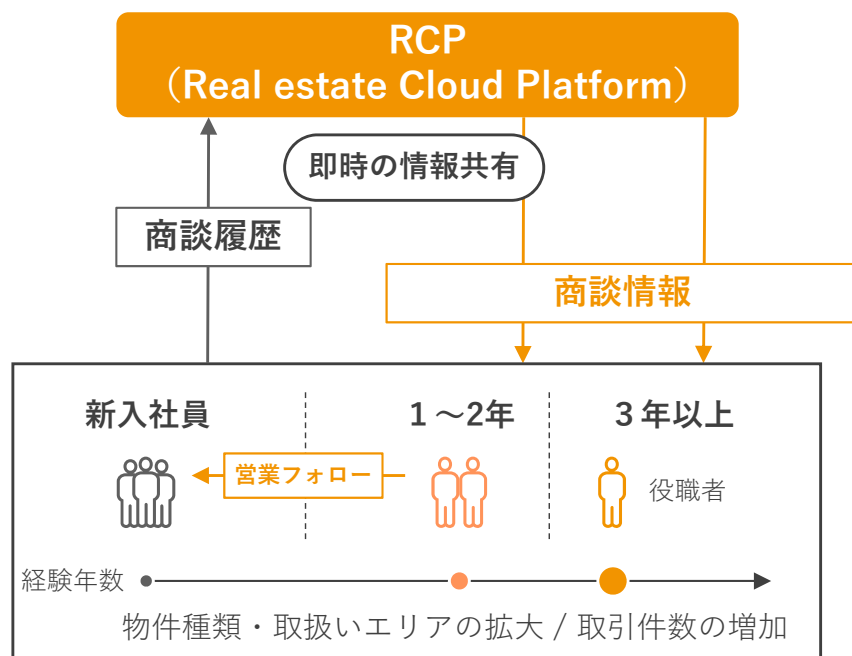 RCP
（Real estate Cloud Platform）
即時の情報共有
商談履歴
商談情報
新入社員
1～2年
3年以上
営業フォロー
役職者
経験年数
物件種類・取扱いエリアの拡大 / 取引件数の増加